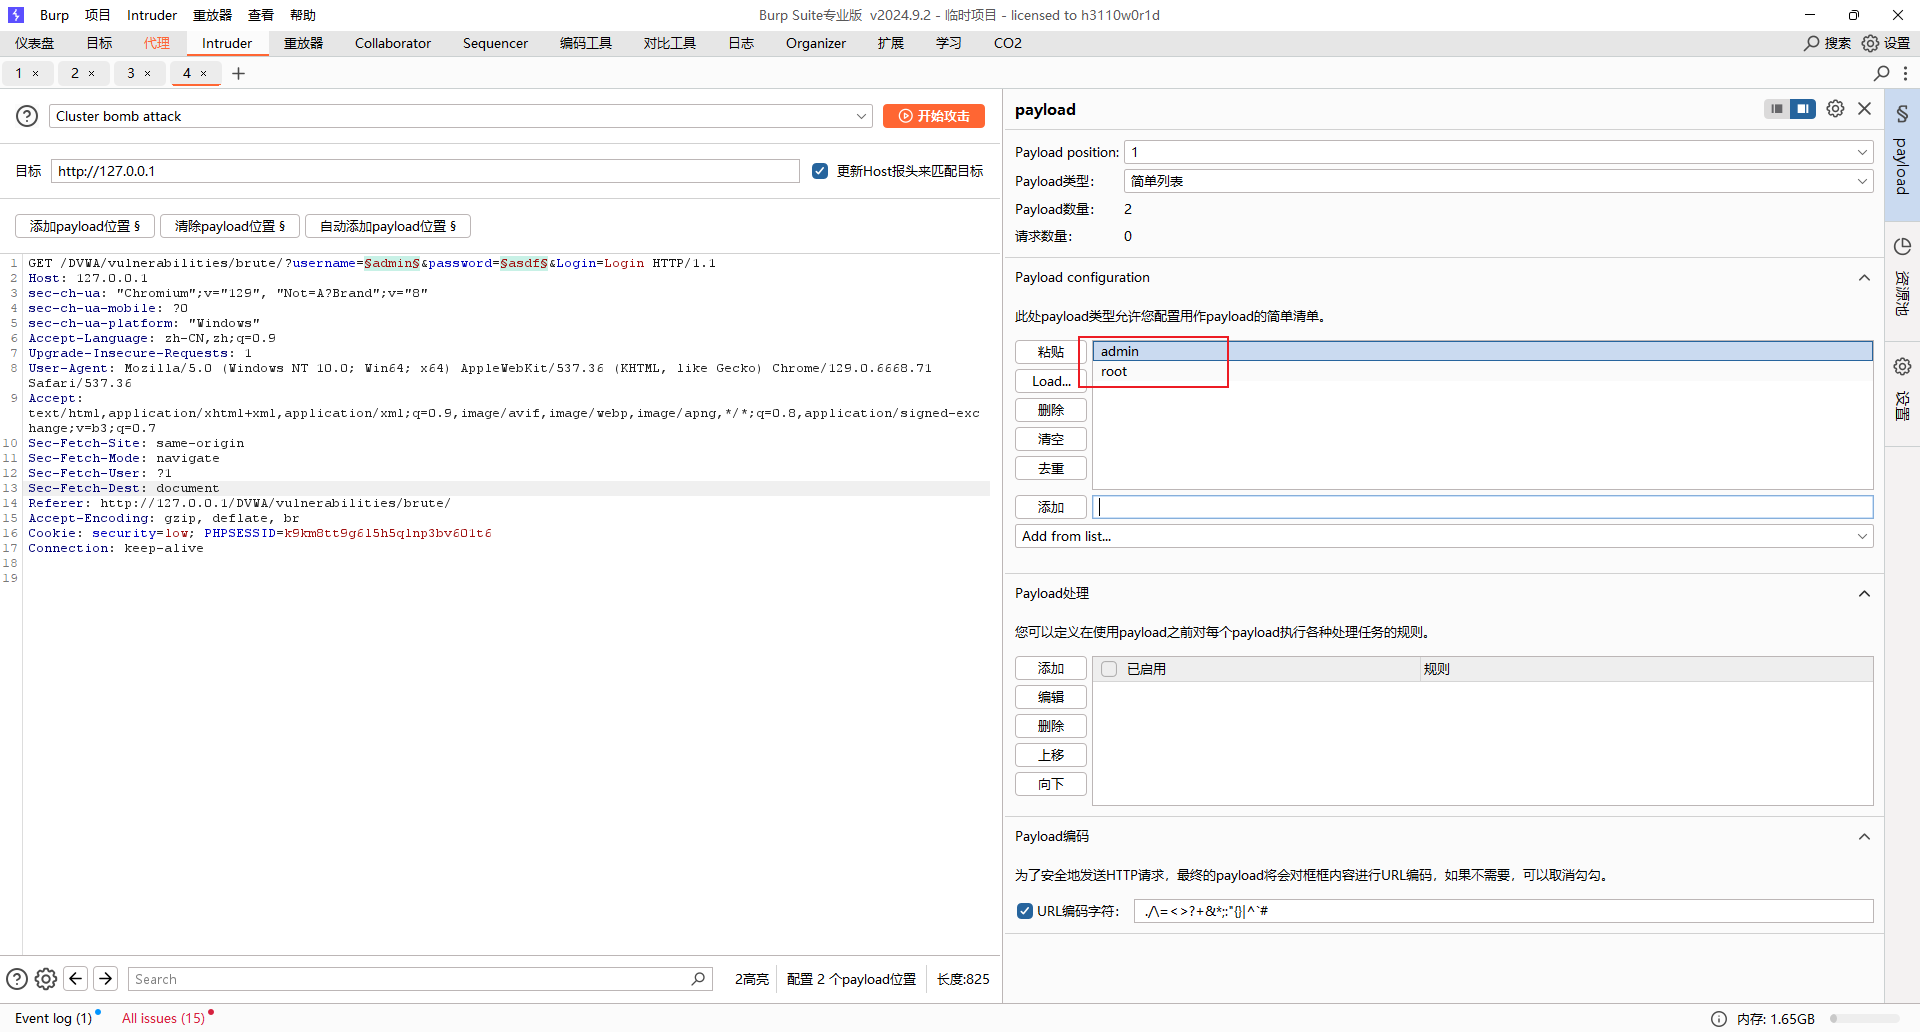 Burp 项目 Intruder 重放器 查看 帮助
Burp Suite专业版 v2024.9.2 - 临时项目 - licensed to h3110w0r1d
仪表盘 目标 代理 Intruder 重放器 Collaborator Sequencer 编码工具 对比工具 日志 Organizer 扩展 学习 CO2
搜索 设置
1 × 2 × 3 × 4 × +
Cluster bomb attack
开始攻击
目标 http://127.0.0.1
更新Host报头来匹配目标
添加payload位置 § 清除payload位置 § 自动添加payload位置 §
1 GET /DVWA/vulnerabilities/brute/?username=§admin§&password=§asdf§&Login=Login HTTP/1.1
2 Host: 127.0.0.1
3 sec-ch-ua: "Chromium";v="129", "Not=A?Brand";v="8"
4 sec-ch-ua-mobile: ?0
5 sec-ch-ua-platform: "Windows"
6 Accept-Language: zh-CN,zh;q=0.9
7 Upgrade-Insecure-Requests: 1
8 User-Agent: Mozilla/5.0 (Windows NT 10.0; Win64; x64) AppleWebKit/537.36 (KHTML, like Gecko) Chrome/129.0.6668.71
Safari/537.36
9 Accept:
text/html,application/xhtml+xml,application/xml;q=0.9,image/avif,image/webp,image/apng,*/*;q=0.8,application/signed-exc
hange;v=b3;q=0.7
10 Sec-Fetch-Site: same-origin
11 Sec-Fetch-Mode: navigate
12 Sec-Fetch-User: ?1
13 Sec-Fetch-Dest: document
14 Referer: http://127.0.0.1/DVWA/vulnerabilities/brute/
15 Accept-Encoding: gzip, deflate, br
16 Cookie: security=low; PHPSESSID=k9km8tt9g6l5h5qlnp3bv601t6
17 Connection: keep-alive
18
19
Search
2高亮 配置 2 个payload位置 长度:825
Event log (1) All issues (15)
内存: 1.65GB
payload
Payload position: 1
Payload类型: 简单列表
Payload数量: 2
请求数量: 0
Payload configuration
此处payload类型允许您配置用作payload的简单清单。
粘贴
Load...
删除
清空
去重
admin
root
添加
Add from list...
Payload处理
您可以定义在使用payload之前对每个payload执行各种处理任务的规则。
添加
编辑
删除
上移
向下
已启用 规则
Payload编码
为了安全地发送HTTP请求，最终的payload将会对框框内容进行URL编码，如果不需要，可以取消勾勾。
URL编码字符: ./\=<>?+&*;:"{}|^`#
§ payload
资源池
设置